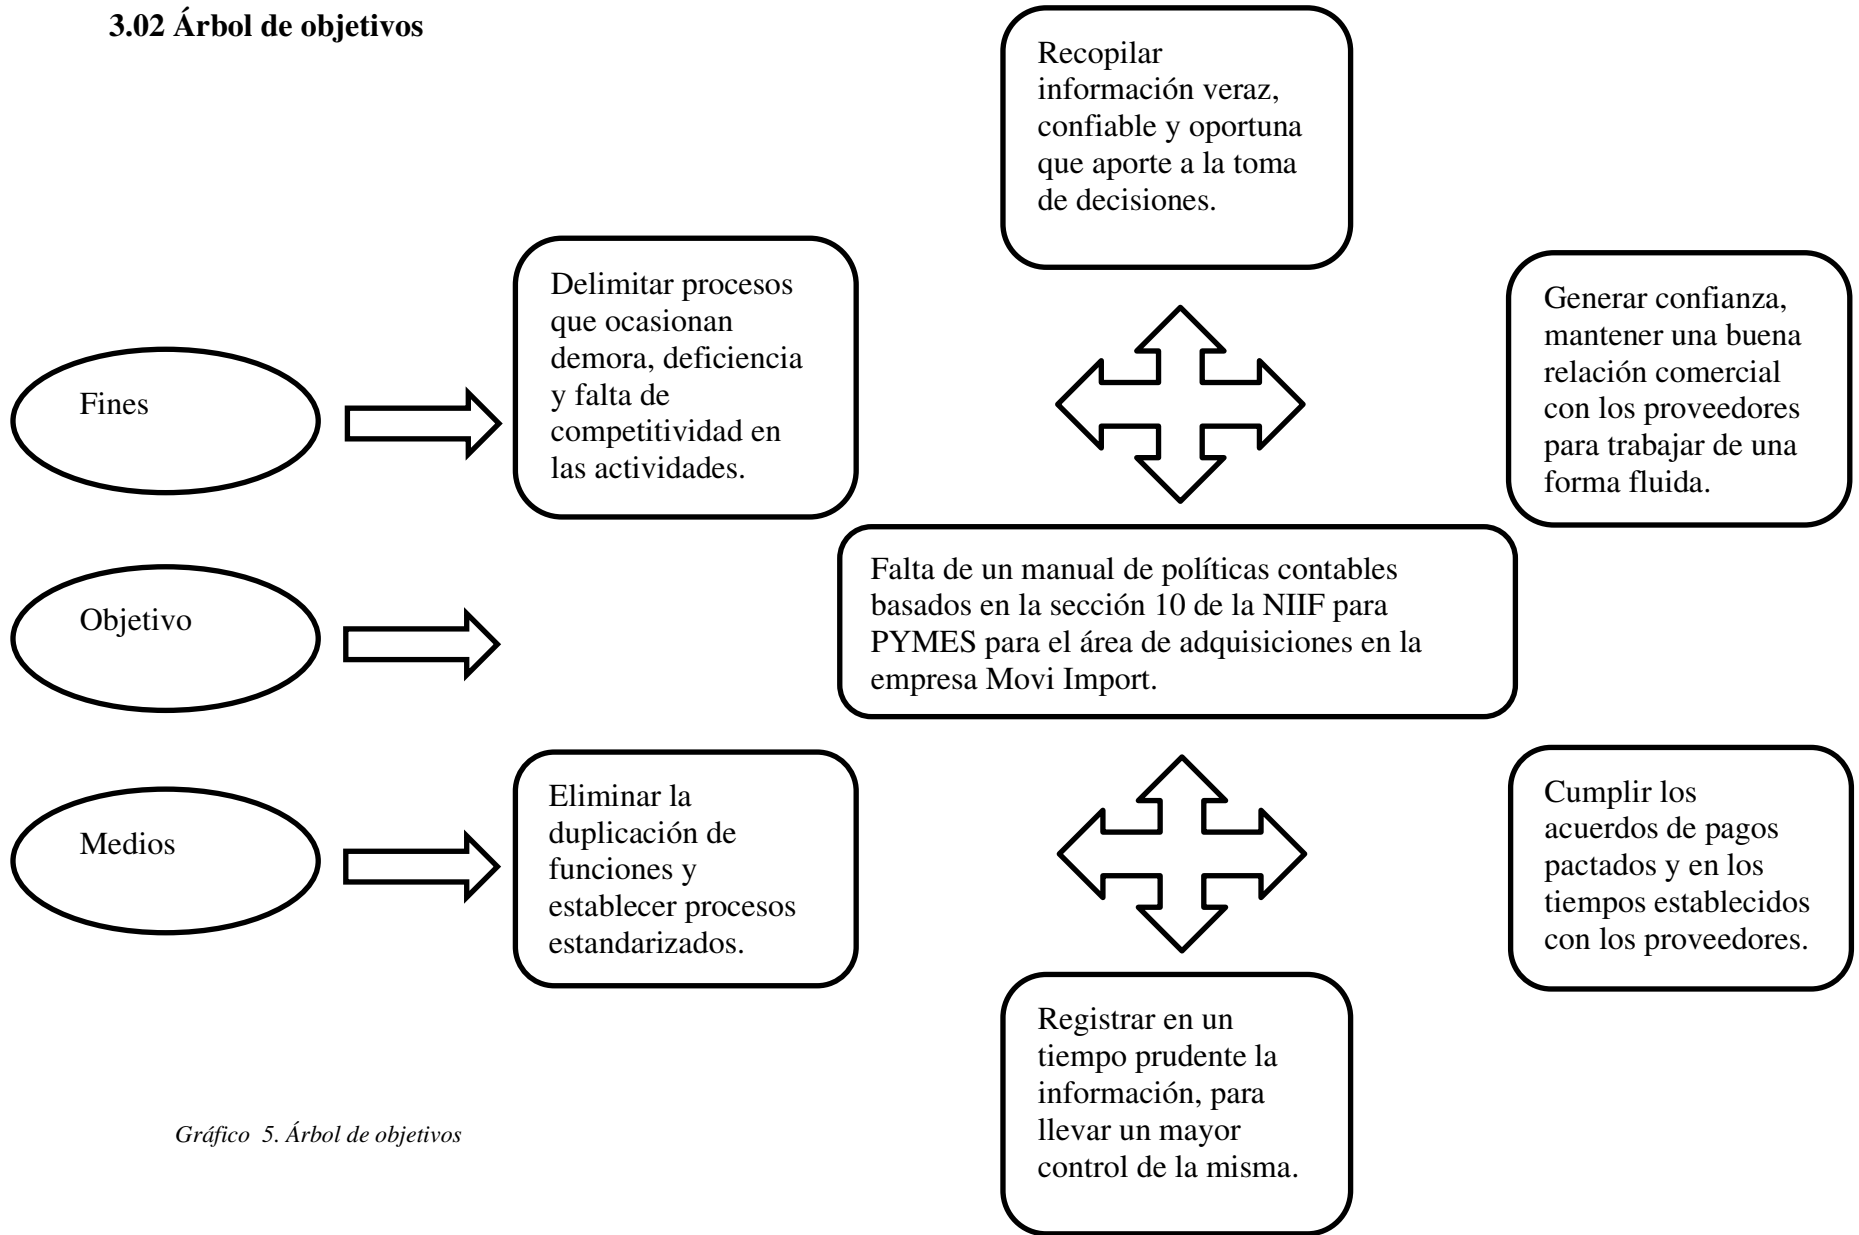 3.02 Árbol de objetivos
Recopilar
información veraz,
confiable y oportuna
que aporte a la toma
de decisiones.
Delimitar procesos
que ocasionan
demora, deficiencia
y falta de
competitividad en
las actividades.
Generar confianza,
mantener una buena
relación comercial
con los proveedores
para trabajar de una
forma fluida.
Fines
Falta de un manual de políticas contables
basados en la sección 10 de la NIIF para
PYMES para el área de adquisiciones en la
empresa Movi Import.
Objetivo
Eliminar la
duplicación de
funciones y
establecer procesos
estandarizados.
Cumplir los
acuerdos de pagos
pactados y en los
tiempos establecidos
con los proveedores.
Medios
Registrar en un
tiempo prudente la
información, para
llevar un mayor
control de la misma.
Gráfico 5. Árbol de objetivos